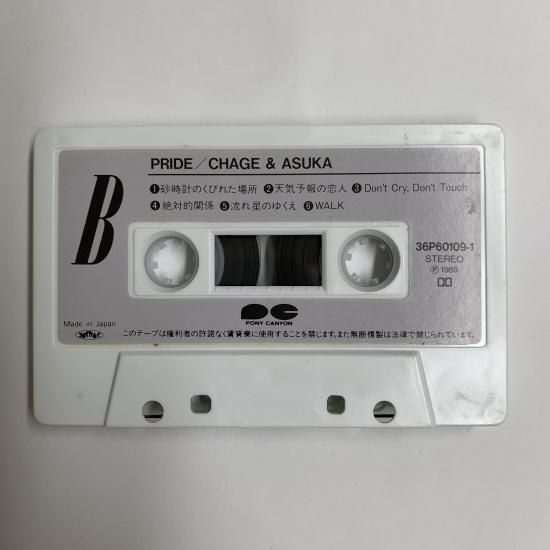 PRIDE/CHAGE & ASUKA
B
❶砂時計のくびれた場所 ❷天気予報の恋人 ❸Don't Cry, Don't Touch
❹絶対的関係 ❺流れ星のゆくえ ❻WALK
36P60109-1
STEREO
Ⓟ1989
PONY CANYON
Made in Japan
このテープは権利者の許諾なく賃貸業に使用することを禁じます。また無断複製は法律で禁じられています。